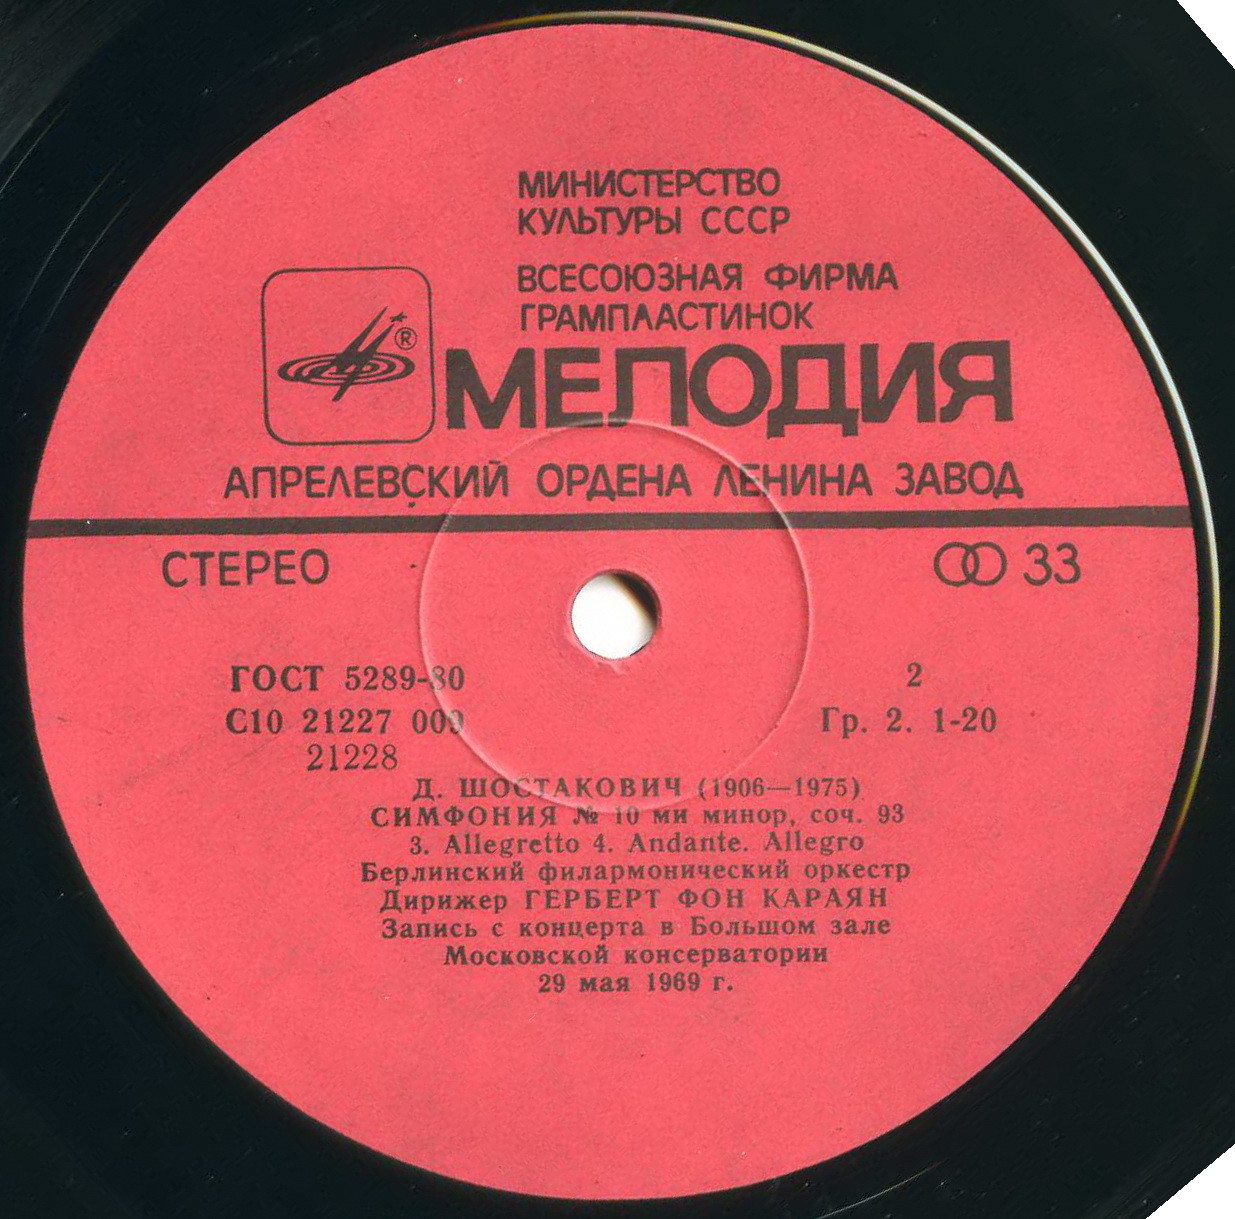 МИНИСТЕРСТВО
КУЛЬТУРЫ СССР
ВСЕСОЮЗНАЯ ФИРМА
ГРАМПЛАСТИНОК
®
МЕЛОДИЯ
АПРЕЛЕВСКИЙ ОРДЕНА ЛЕНИНА ЗАВОД
СТЕРЕО
33
ГОСТ 5289-80
2
С10 21227 009
Гр. 2. 1-20
21228
Д. ШОСТАКОВИЧ (1906—1975)
СИМФОНИЯ № 10 ми минор, соч. 93
3. Allegretto 4. Andante. Allegro
Берлинский филармонический оркестр
Дирижер ГЕРБЕРТ ФОН КАРАЯН
Запись с концерта в Большом зале
Московской консерватории
29 мая 1969 г.